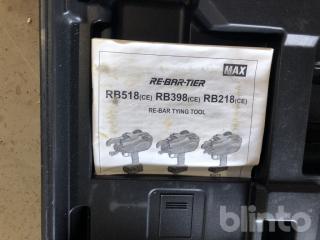 MAX
RE-BAR-TIER
RB518(CE) RB398(CE) RB218(CE)
RE-BAR TYING TOOL
blinto